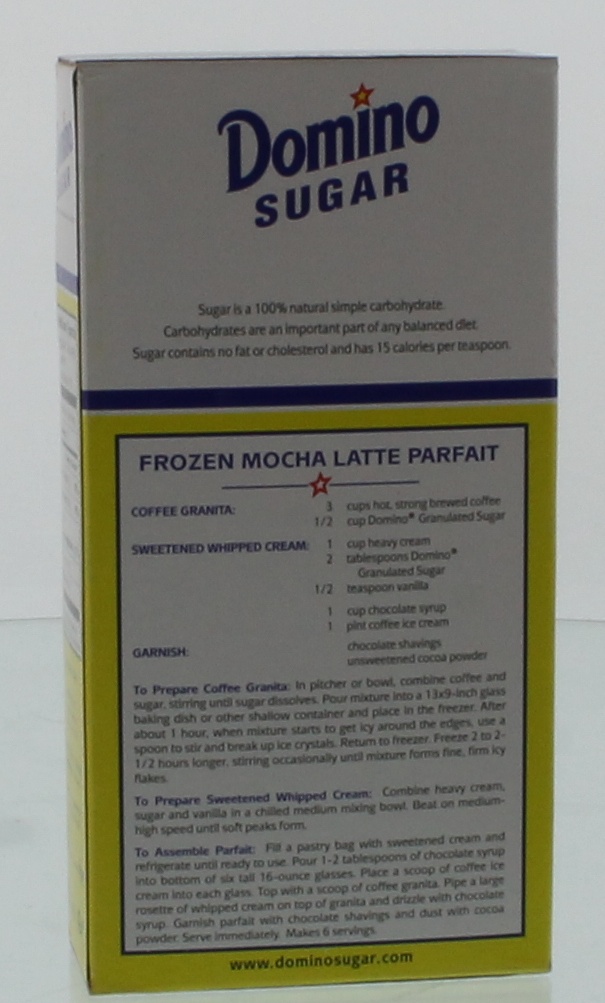 Domino
SUGAR
Sugar is a 100% natural simple carbohydrate.
Carbohydrates are an important part of any balanced diet.
Sugar contains no fat or cholesterol and has 15 calories per teaspoon.
FROZEN MOCHA LATTE PARFAIT
COFFEE GRANITA: 3 cups hot, strong brewed coffee
1/2 cup Domino® Granulated Sugar
SWEETENED WHIPPED CREAM: 1 cup heavy cream
2 tablespoons Domino®
Granulated Sugar
1/2 teaspoon vanilla
1 cup chocolate syrup
1 pint coffee ice cream
GARNISH: chocolate shavings
unsweetened cocoa powder
To Prepare Coffee Granita: In pitcher or bowl, combine coffee and
sugar, stirring until sugar dissolves. Pour mixture into a 13x9-inch glass
baking dish or other shallow container and place in the freezer. After
about 1 hour, when mixture starts to get icy around the edges, use a
spoon to stir and break up ice crystals. Return to freezer. Freeze 2 to 2-
1/2 hours longer, stirring occasionally until mixture forms fine, firm icy
flakes.
To Prepare Sweetened Whipped Cream: Combine heavy cream,
sugar and vanilla in a chilled medium mixing bowl. Beat on medium-
high speed until soft peaks form.
To Assemble Parfait: Fill a pastry bag with sweetened cream and
refrigerate until ready to use. Pour 1-2 tablespoons of chocolate syrup
into bottom of six tall 16-ounce glasses. Place a scoop of coffee ice
cream into each glass. Top with a scoop of coffee granita. Pipe a large
rosette of whipped cream on top of granita and drizzle with chocolate
syrup. Garnish parfait with chocolate shavings and dust with cocoa
powder. Serve immediately. Makes 6 servings.
www.dominosugar.com